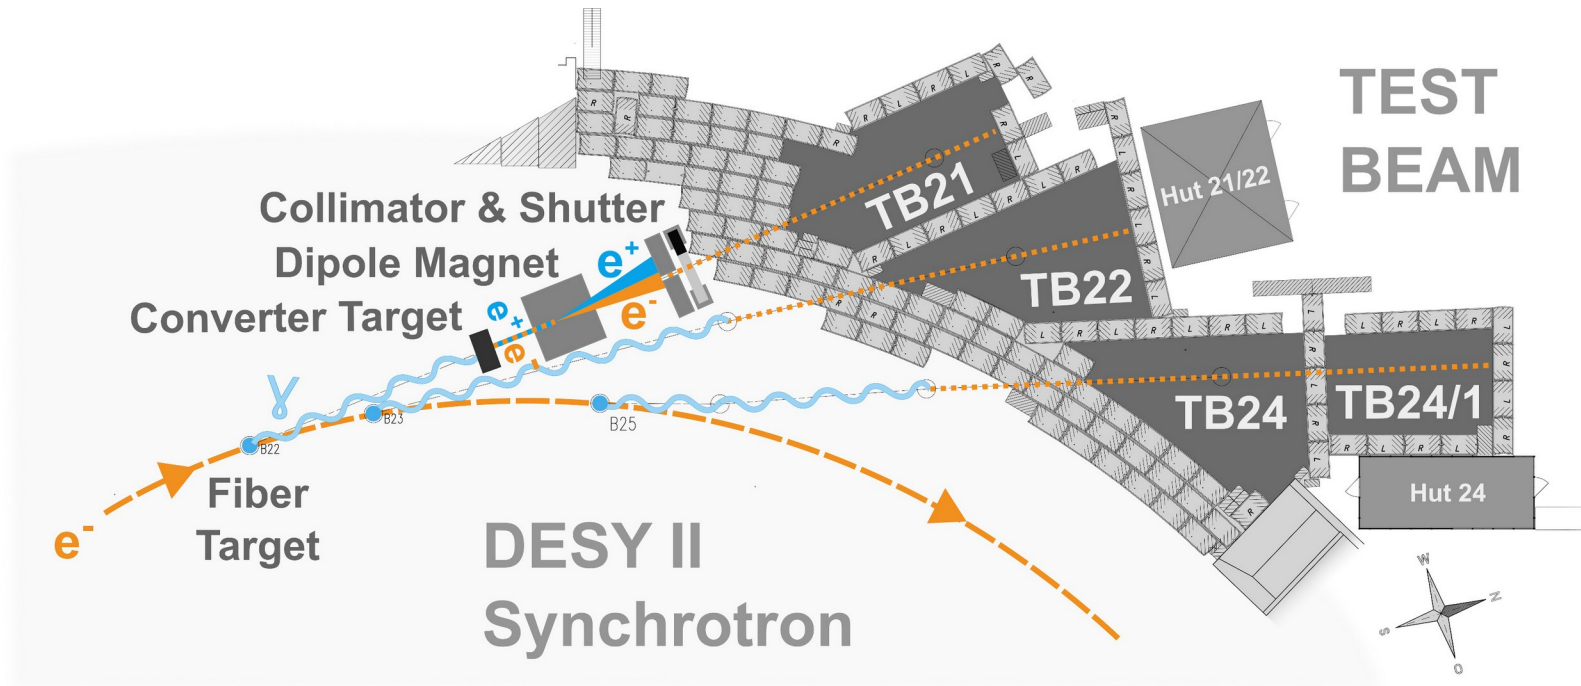 TEST
BEAM
Collimator & Shutter
Dipole Magnet
Converter Target
e+
e-
e+
e-
γ
B22
B23
B25
Fiber
Target
e-
DESY II
Synchrotron
TB21
TB22
TB24
TB24/1
Hut 21/22
Hut 24
W
N
S
O